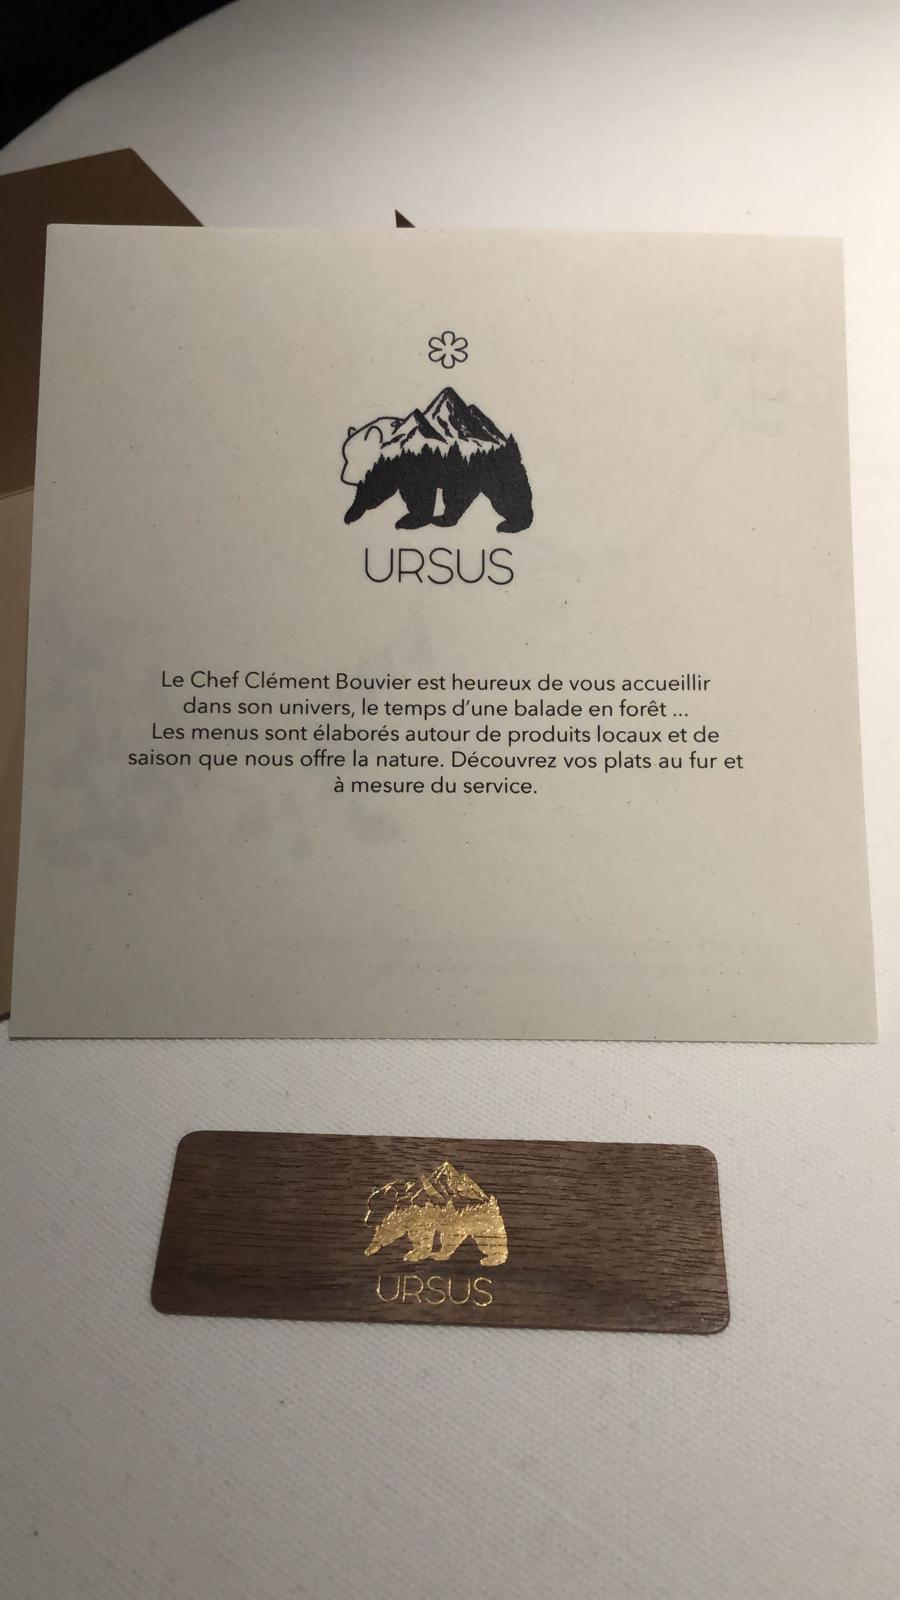 URSUS
Le Chef Clément Bouvier est heureux de vous accueillir
dans son univers, le temps d'une balade en forêt ...
Les menus sont élaborés autour de produits locaux et de
saison que nous offre la nature. Découvrez vos plats au fur et
à mesure du service.
URSUS